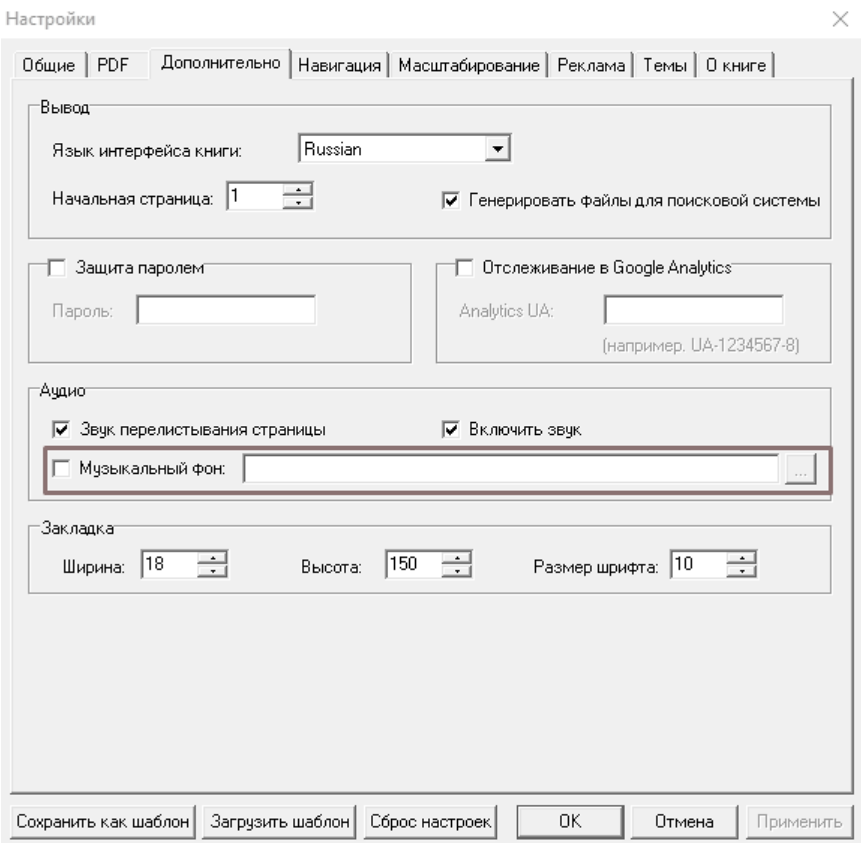 Настройки
Общие PDF Дополнительно Навигация Масштабирование Реклама Темы О книге
Вывод
Язык интерфейса книги: Russian
Начальная страница: 1 Генерировать файлы для поисковой системы
Защита паролем Отслеживание в Google Analytics
Пароль: Analytics UA:
(например. UA-1234567-8)
Аудио
Звук перелистывания страницы Включить звук
Музыкальный фон: ...
Закладка
Ширина: 18 Высота: 150 Размер шрифта: 10
Сохранить как шаблон Загрузить шаблон Сброс настроек OK Отмена Применить